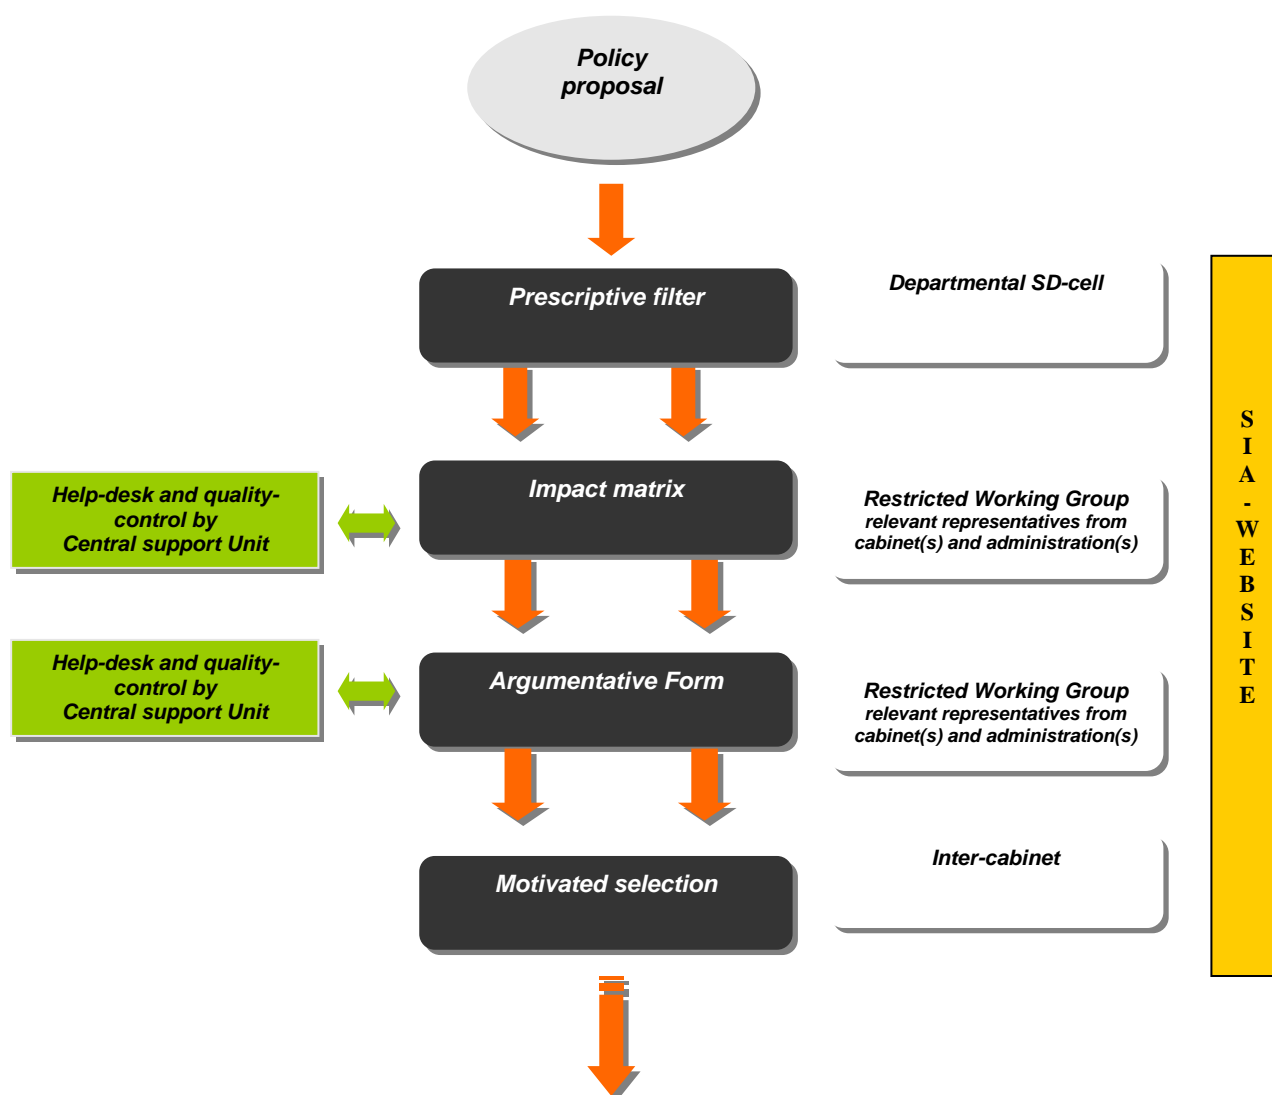 Policy
proposal
Prescriptive filter
Departmental SD-cell
Help-desk and quality-
control by
Central support Unit
Impact matrix
Restricted Working Group
relevant representatives from
cabinet(s) and administration(s)
Help-desk and quality-
control by
Central support Unit
Argumentative Form
Restricted Working Group
relevant representatives from
cabinet(s) and administration(s)
Motivated selection
Inter-cabinet
S
I
A
-
W
E
B
S
I
T
E